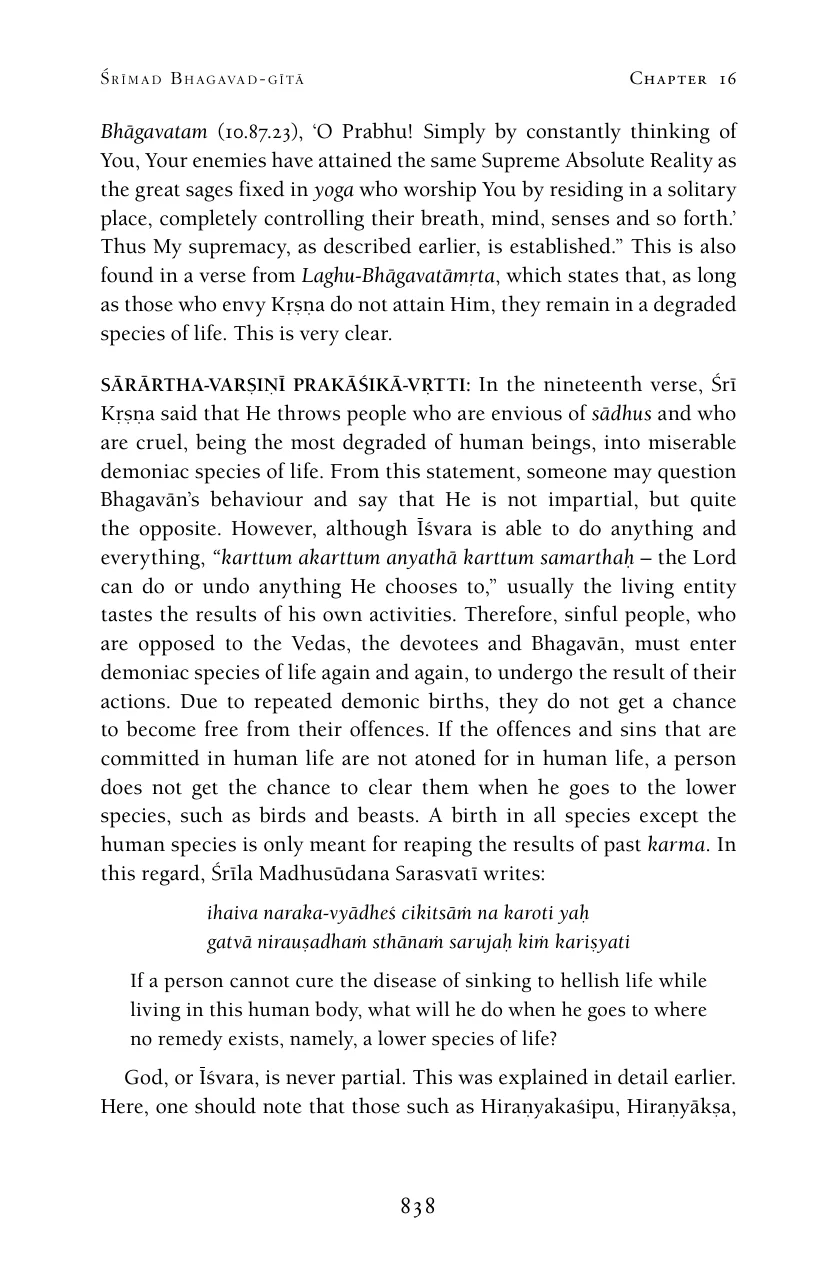 Śrīmad Bhagavad-gītā Chapter 16
Bhāgavatam (10.87.23), ‘O Prabhu! Simply by constantly thinking of
You, Your enemies have attained the same Supreme Absolute Reality as
the great sages fixed in yoga who worship You by residing in a solitary
place, completely controlling their breath, mind, senses and so forth.’
Thus My supremacy, as described earlier, is established.” This is also
found in a verse from Laghu-Bhāgavatāmṛta, which states that, as long
as those who envy Kṛṣṇa do not attain Him, they remain in a degraded
species of life. This is very clear.
SĀRĀRTHA-VARṢIṆĪ PRAKĀŚIKĀ-VṚTTI: In the nineteenth verse, Śrī
Kṛṣṇa said that He throws people who are envious of sādhus and who
are cruel, being the most degraded of human beings, into miserable
demoniac species of life. From this statement, someone may question
Bhagavān’s behaviour and say that He is not impartial, but quite
the opposite. However, although Īśvara is able to do anything and
everything, “karttum akarttum anyathā karttum samarthaḥ – the Lord
can do or undo anything He chooses to,” usually the living entity
tastes the results of his own activities. Therefore, sinful people, who
are opposed to the Vedas, the devotees and Bhagavān, must enter
demoniac species of life again and again, to undergo the result of their
actions. Due to repeated demonic births, they do not get a chance
to become free from their offences. If the offences and sins that are
committed in human life are not atoned for in human life, a person
does not get the chance to clear them when he goes to the lower
species, such as birds and beasts. A birth in all species except the
human species is only meant for reaping the results of past karma. In
this regard, Śrīla Madhusūdana Sarasvatī writes:
ihaiva naraka-vyādheś cikitsāṁ na karoti yaḥ
gatvā nirauṣadhaṁ sthānaṁ sarujaḥ kiṁ kariṣyati
If a person cannot cure the disease of sinking to hellish life while
living in this human body, what will he do when he goes to where
no remedy exists, namely, a lower species of life?
God, or Īśvara, is never partial. This was explained in detail earlier.
Here, one should note that those such as Hiraṇyakaśipu, Hiraṇyākṣa,
838